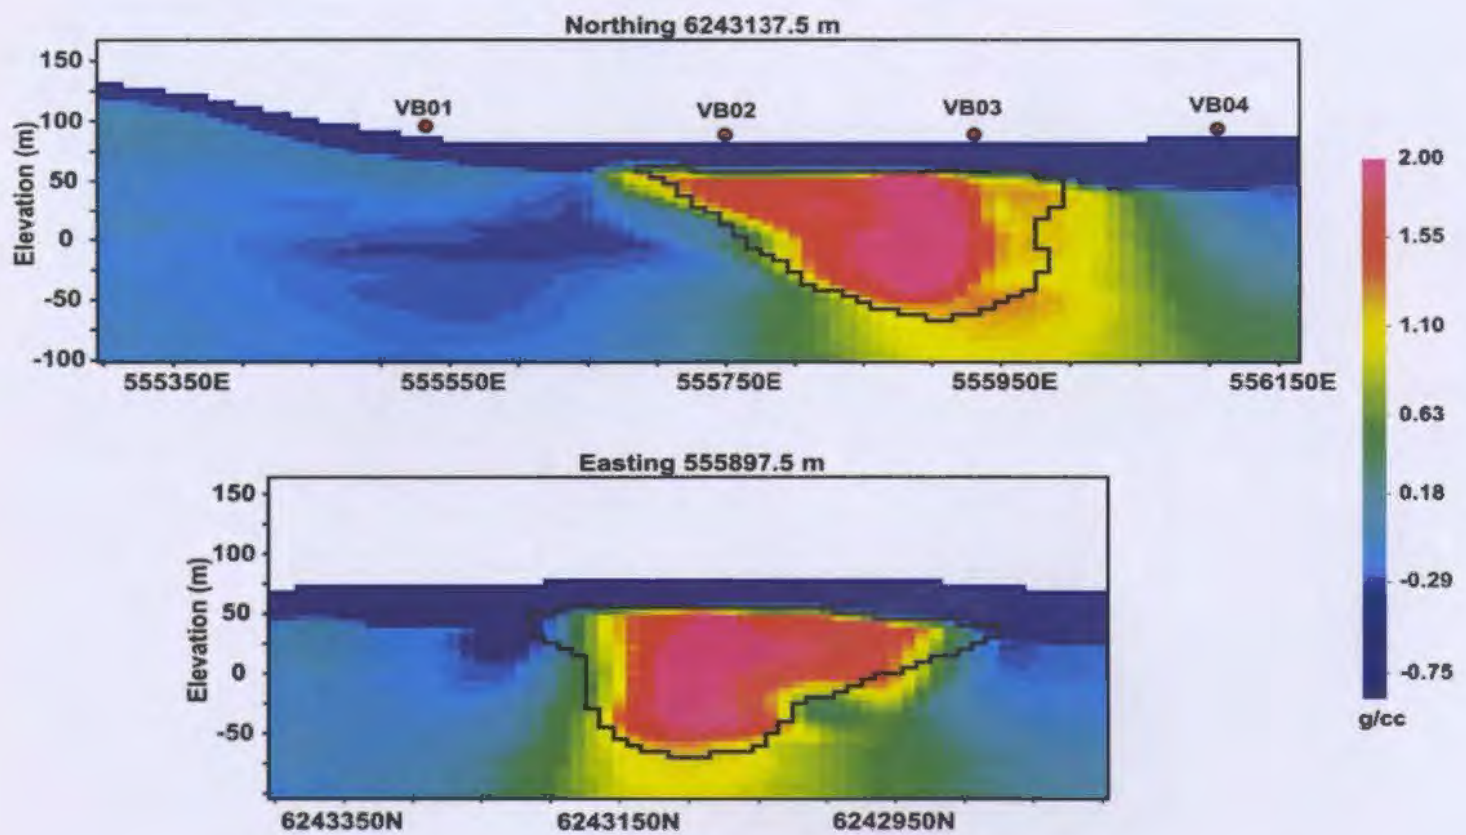 Northing 6243137.5 m
150
100
50
0
-50
-100
Elevation (m)
VB01
VB02
VB03
VB04
555350E
555550E
555750E
555950E
556150E
2.00
1.55
1.10
0.63
0.18
-0.29
-0.75
g/cc
Easting 555897.5 m
150
100
50
0
-50
Elevation (m)
6243350N
6243150N
6242950N